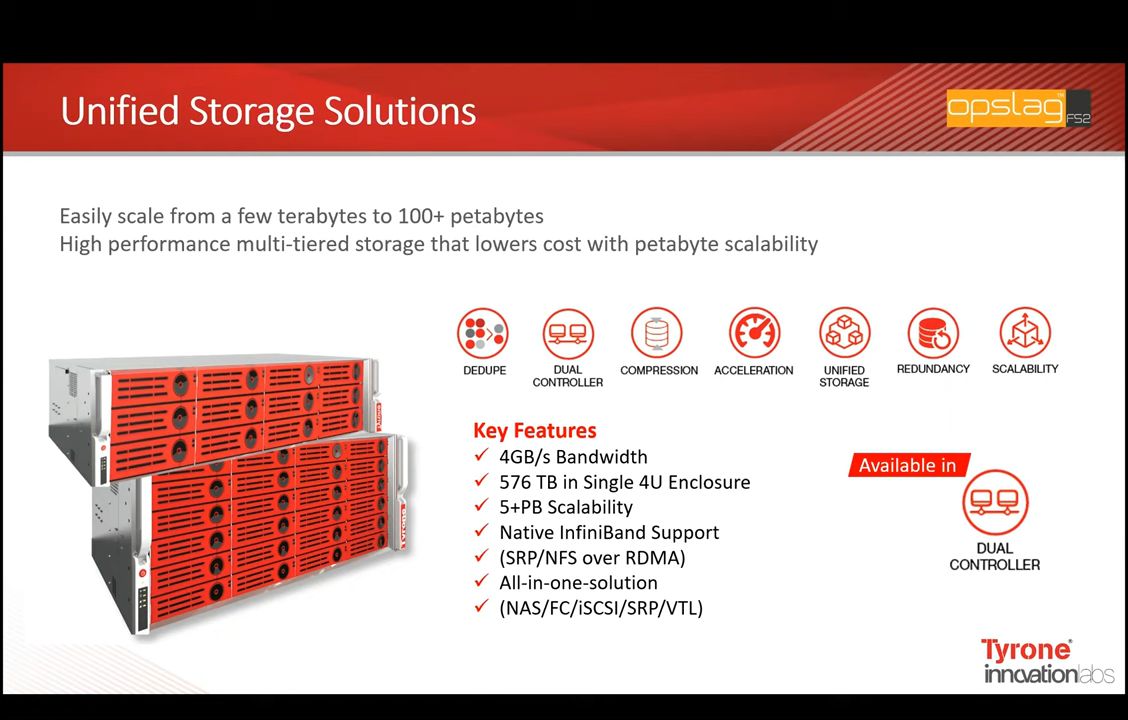 Unified Storage Solutions
opslag™
FS2
Easily scale from a few terabytes to 100+ petabytes
High performance multi-tiered storage that lowers cost with petabyte scalability
DEDUPE
DUAL
CONTROLLER
COMPRESSION
ACCELERATION
UNIFIED
STORAGE
REDUNDANCY
SCALABILITY
Tyrone
Tyrone
Key Features
✓ 4GB/s Bandwidth
✓ 576 TB in Single 4U Enclosure
✓ 5+PB Scalability
✓ Native InfiniBand Support
✓ (SRP/NFS over RDMA)
✓ All-in-one-solution
✓ (NAS/FC/iSCSI/SRP/VTL)
Available in
DUAL
CONTROLLER
Tyrone®
innovationlabs